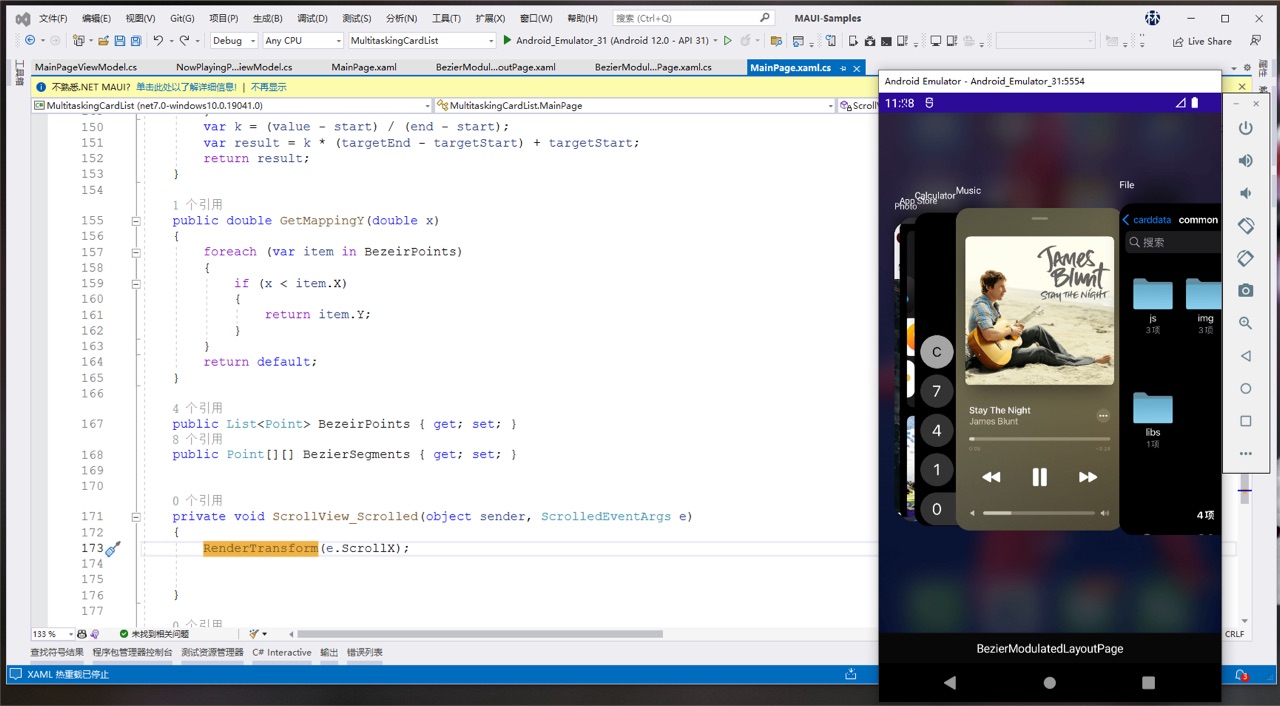 文件(F) 编辑(E) 视图(V) Git(G) 项目(P) 生成(B) 调试(D) 测试(S) 分析(N) 工具(T) 扩展(X) 窗口(W) 帮助(H) 搜索 (Ctrl+Q) MAUI-Samples
Debug Any CPU MultitaskingCardList Android_Emulator_31 (Android 12.0 - API 31) Live Share
MainPageViewModel.cs NowPlayingP...iewModel.cs MainPage.xaml BezierModul...outPage.xaml BezierModul...Page.xaml.cs MainPage.xaml.cs
不熟悉.NET MAUI? 单击此处以了解详细信息! | 不再显示
MultitaskingCardList (net7.0-windows10.0.19041.0) MultitaskingCardList.MainPage
150 var k = (value - start) / (end - start);
151 var result = k * (targetEnd - targetStart) + targetStart;
152 return result;
153 }
154
1 个引用
155 public double GetMappingY(double x)
156 {
157 foreach (var item in BezeirPoints)
158 {
159 if (x < item.X)
160 {
161 return item.Y;
162 }
163 }
164 return default;
165 }
166
4 个引用
167 public List<Point> BezeirPoints { get; set; }
8 个引用
168 public Point[][] BezierSegments { get; set; }
169
170
0 个引用
171 private void ScrollView_Scrolled(object sender, ScrolledEventArgs e)
172 {
173 RenderTransform(e.ScrollX);
174
175
176 }
177
0 个引用
133 % 未找到相关问题
CRLF
查找符号结果 程序包管理器控制台 测试资源管理器 C# Interactive 输出 错误列表
XAML 热重载已停止
3
Android Emulator - Android_Emulator_31:5554
11:38
Photo
App Store
Calculator
Music
File
carddata common
搜索
JAMES BLUNT
STAY THE NIGHT
js
3 项
img
3 项
C
7
4
1
0
Stay The Night
James Blunt
libs
1 项
4 项
BezierModulatedLayoutPage